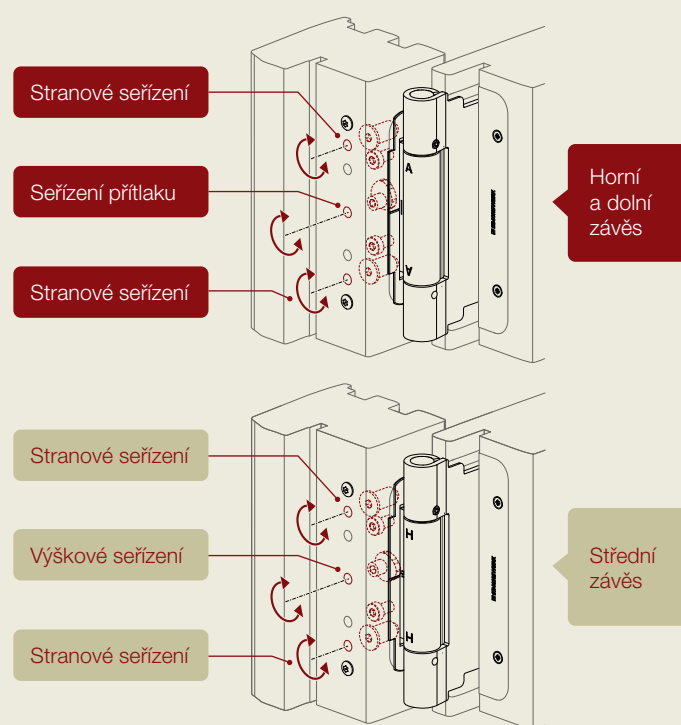 Stranové seřízení
Seřízení přítlaku
Stranové seřízení
A
A
Horní
a dolní
závěs
Stranové seřízení
Výškové seřízení
Stranové seřízení
H
H
Střední
závěs